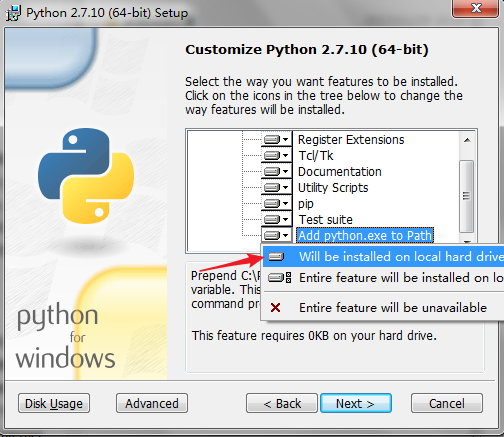 Python 2.7.10 (64-bit) Setup
Customize Python 2.7.10 (64-bit)
Select the way you want features to be installed.
Click on the icons in the tree below to change the
way features will be installed.
Register Extensions
Tcl/Tk
Documentation
Utility Scripts
pip
Test suite
Add python.exe to Path
Will be installed on local hard drive
Entire feature will be installed on lo
Entire feature will be unavailable
Prepend C:\P
variable. This
command pr
This feature requires 0KB on your hard drive.
python
for
windows
Disk Usage
Advanced
< Back
Next >
Cancel